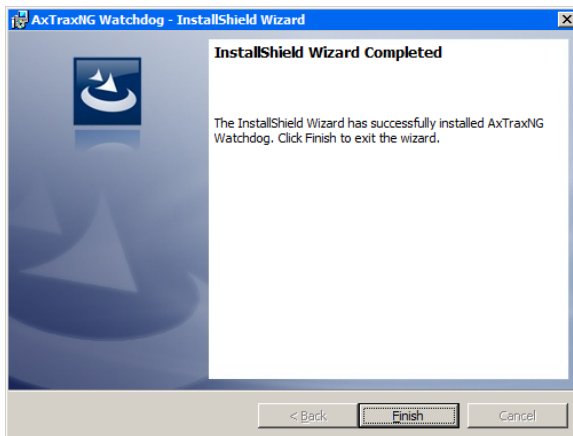 AxTraxNG Watchdog - InstallShield Wizard
InstallShield Wizard Completed
The InstallShield Wizard has successfully installed AxTraxNG
Watchdog. Click Finish to exit the wizard.
< Back
Finish
Cancel